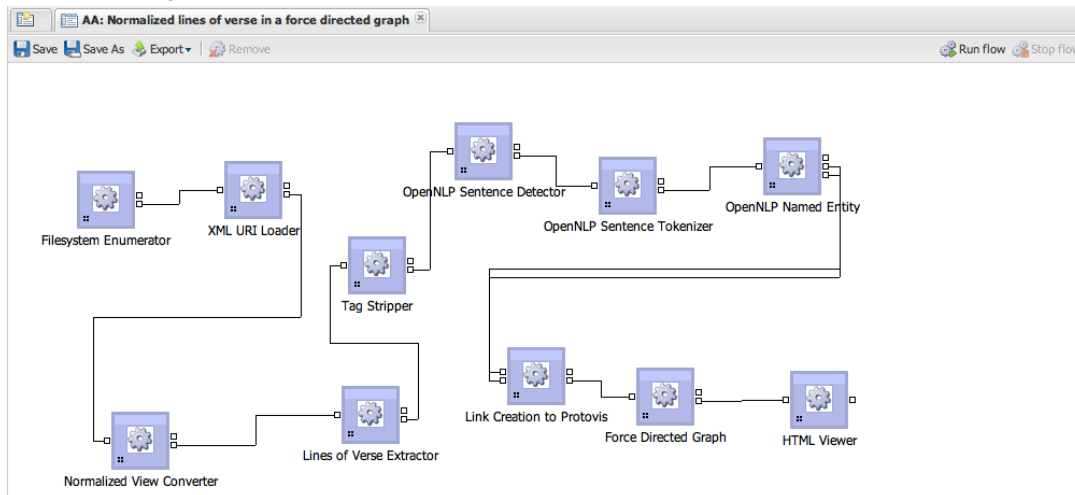 AA: Normalized lines of verse in a force directed graph
Save Save As Export Remove
Run flow Stop flow
OpenNLP Sentence Detector
OpenNLP Named Entity
OpenNLP Sentence Tokenizer
XML URI Loader
Filesystem Enumerator
Tag Stripper
Link Creation to Protovis
Force Directed Graph
HTML Viewer
Lines of Verse Extractor
Normalized View Converter